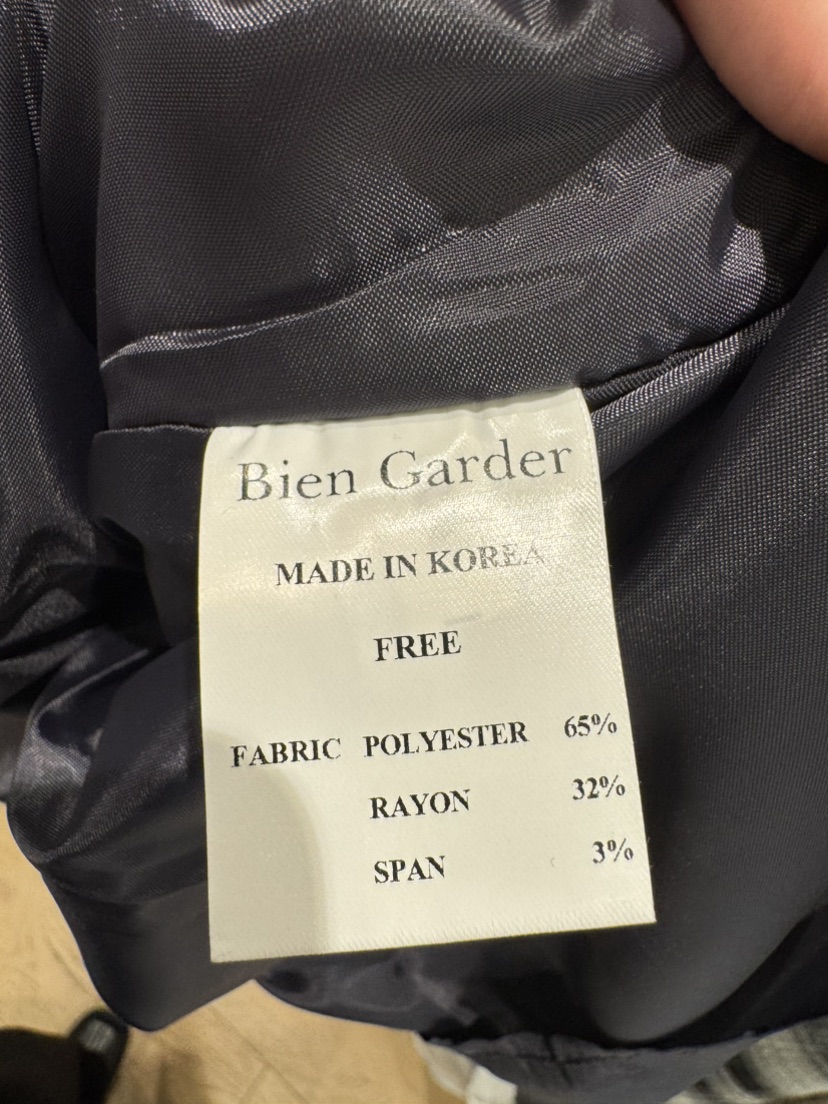 Bien Garder
MADE IN KOREA
FREE
FABRIC POLYESTER 65%
RAYON 32%
SPAN 3%